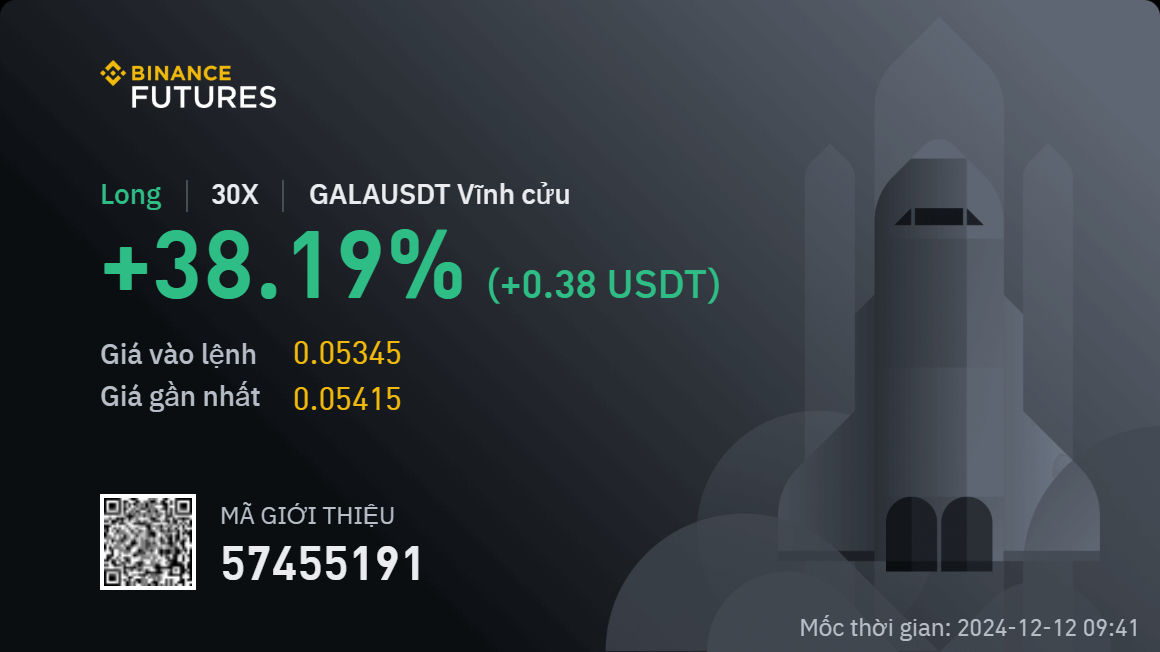 BINANCE
FUTURES
Long | 30X | GALAUSDT Vĩnh cửu
+38.19% (+0.38 USDT)
Giá vào lệnh 0.05345
Giá gần nhất 0.05415
MÃ GIỚI THIỆU
57455191
Mốc thời gian: 2024-12-12 09:41